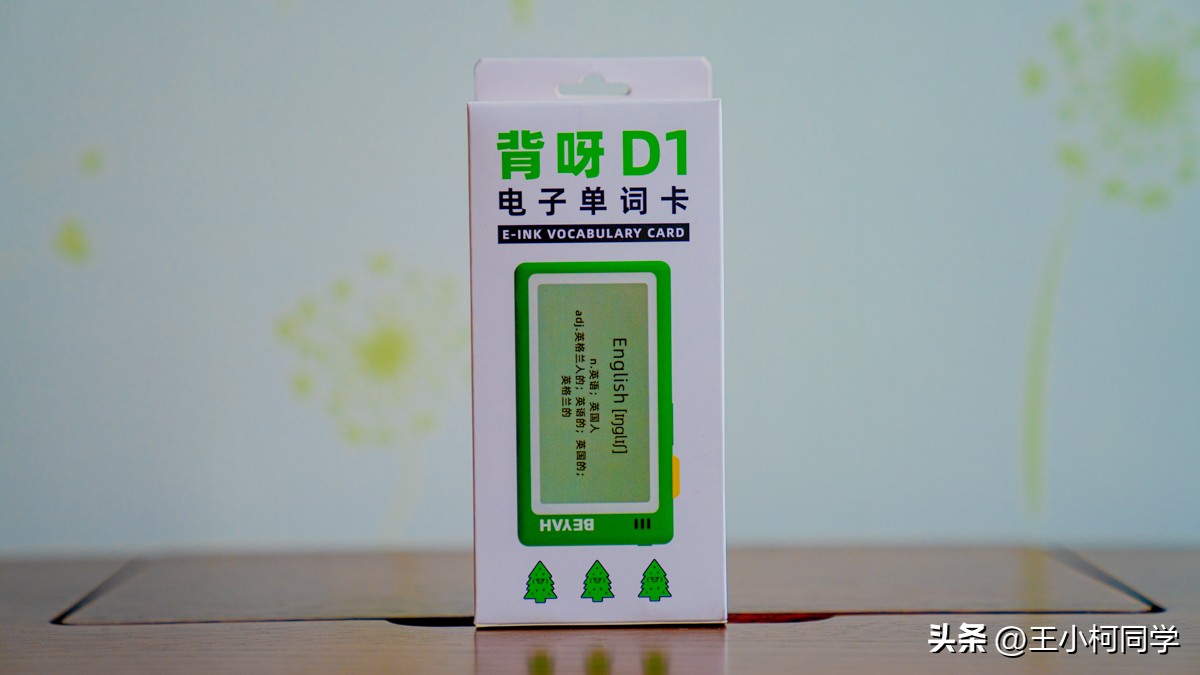 背呀 D1
电子单词卡
E-INK VOCABULARY CARD
English [ɪŋglɪʃ]
n.英语；英国人
adj.英格兰人的；英语的；英国的；
英格兰的
BEYAH
头条 @王小柯同学